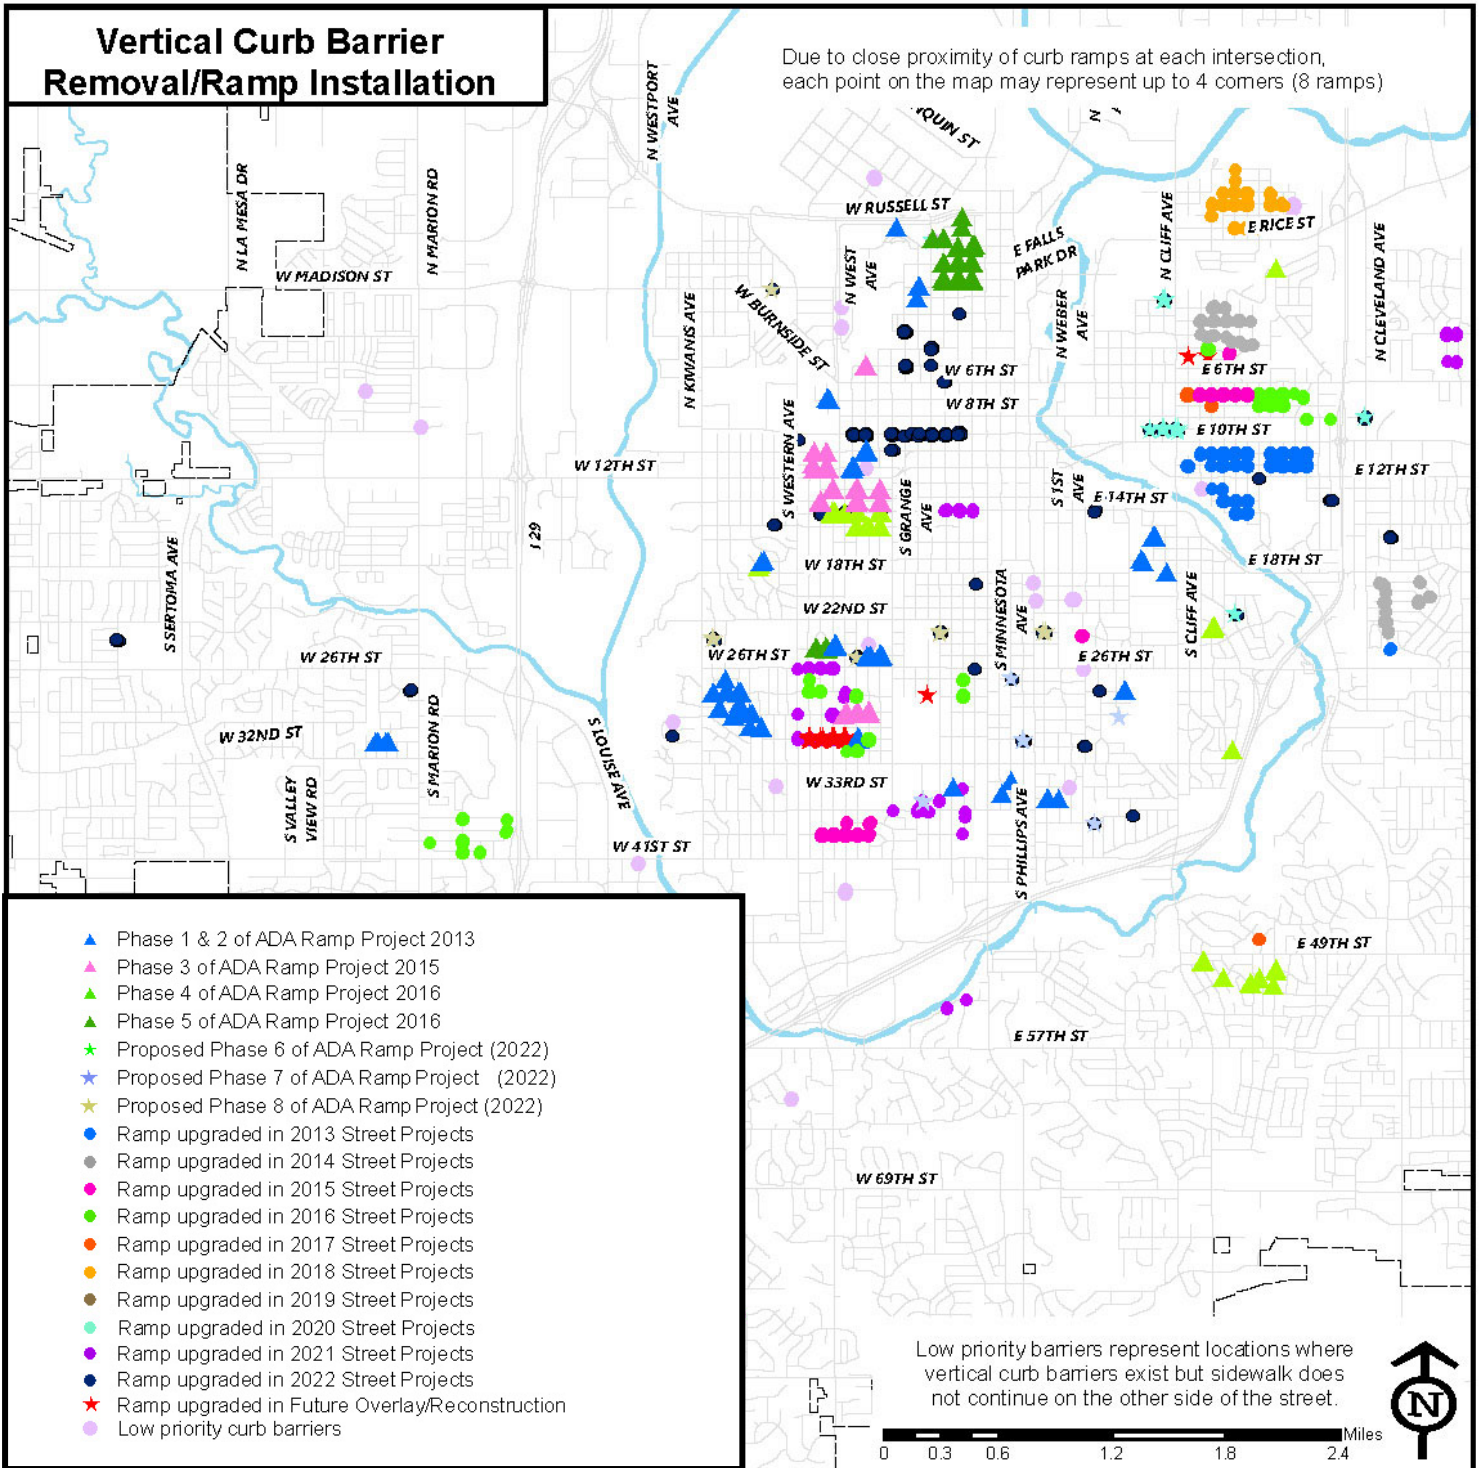 Vertical Curb Barrier
Removal/Ramp Installation
Due to close proximity of curb ramps at each intersection,
each point on the map may represent up to 4 corners (8 ramps)
N WESTPORT
AVE
N
QUIN ST
N LA MESA DR
N MARION RD
W RUSSELL ST
N CLIFF AVE
E RICE ST
N CLEVELAND AVE
E FALLS
PARK DR
W MADISON ST
N WEST
AVE
W BURNSIDE ST
N KIWANIS AVE
N WEBER
AVE
W 6TH ST
E 6TH ST
W 8TH ST
S WESTERN AVE
E 10TH ST
W 12TH ST
E 12TH ST
S GRANGE
AVE
S 1ST
AVE
E 14TH ST
I 29
W 18TH ST
E 18TH ST
S SERTOMA AVE
W 22ND ST
S MINNESOTA
AVE
S CLIFF AVE
W 26TH ST
W 26TH ST
E 26TH ST
W 32ND ST
S MARION RD
S LOUISE AVE
W 33RD ST
S VALLEY
VIEW RD
S PHILLIPS AVE
W 41ST ST
E 49TH ST
E 57TH ST
W 69TH ST
Phase 1 & 2 of ADA Ramp Project 2013
Phase 3 of ADA Ramp Project 2015
Phase 4 of ADA Ramp Project 2016
Phase 5 of ADA Ramp Project 2016
Proposed Phase 6 of ADA Ramp Project (2022)
Proposed Phase 7 of ADA Ramp Project (2022)
Proposed Phase 8 of ADA Ramp Project (2022)
Ramp upgraded in 2013 Street Projects
Ramp upgraded in 2014 Street Projects
Ramp upgraded in 2015 Street Projects
Ramp upgraded in 2016 Street Projects
Ramp upgraded in 2017 Street Projects
Ramp upgraded in 2018 Street Projects
Ramp upgraded in 2019 Street Projects
Ramp upgraded in 2020 Street Projects
Ramp upgraded in 2021 Street Projects
Ramp upgraded in 2022 Street Projects
Ramp upgraded in Future Overlay/Reconstruction
Low priority curb barriers
Low priority barriers represent locations where
vertical curb barriers exist but sidewalk does
not continue on the other side of the street.
N
Miles
0 0.3 0.6 1.2 1.8 2.4